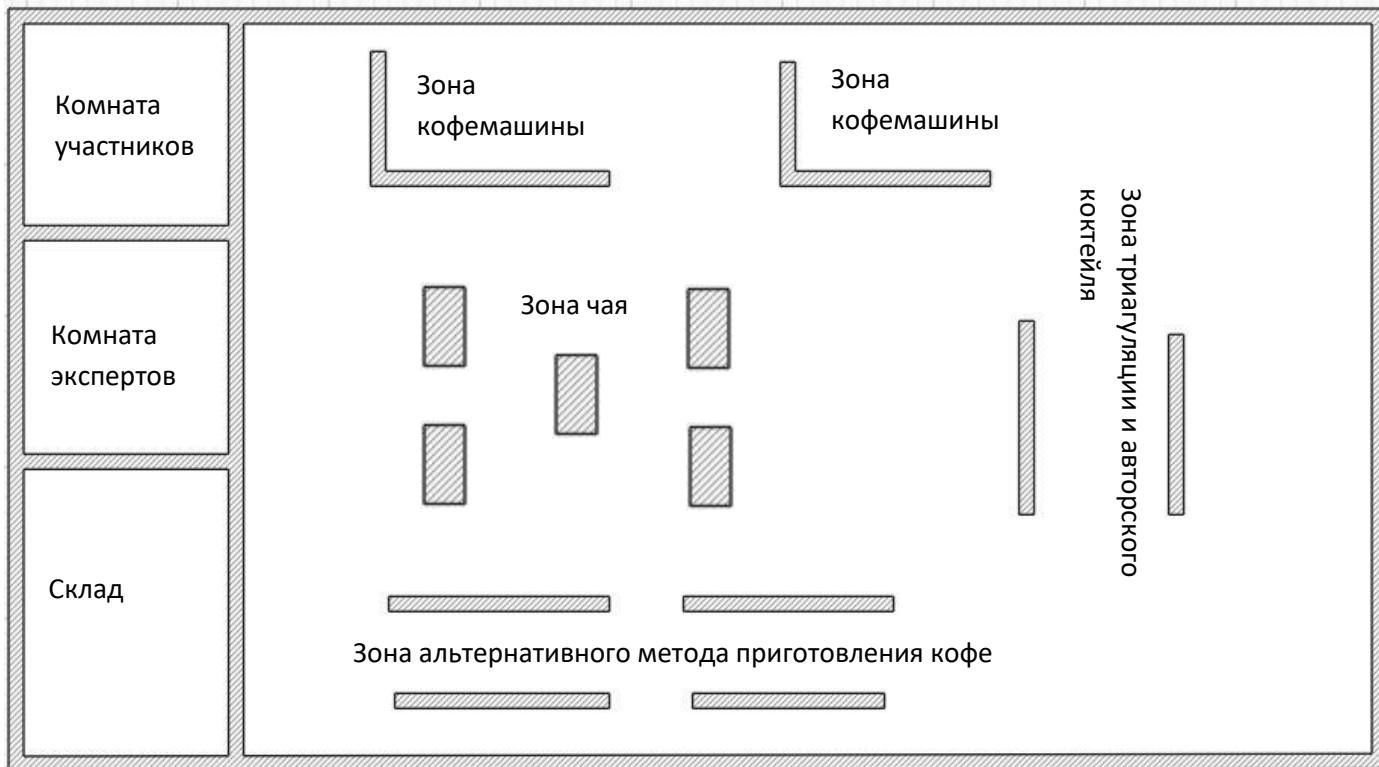 Комната
участников
Зона
кофемашины
Зона
кофемашины
Зона триагуляции и авторского
коктейля
Зона чая
Комната
экспертов
Склад
Зона альтернативного метода приготовления кофе